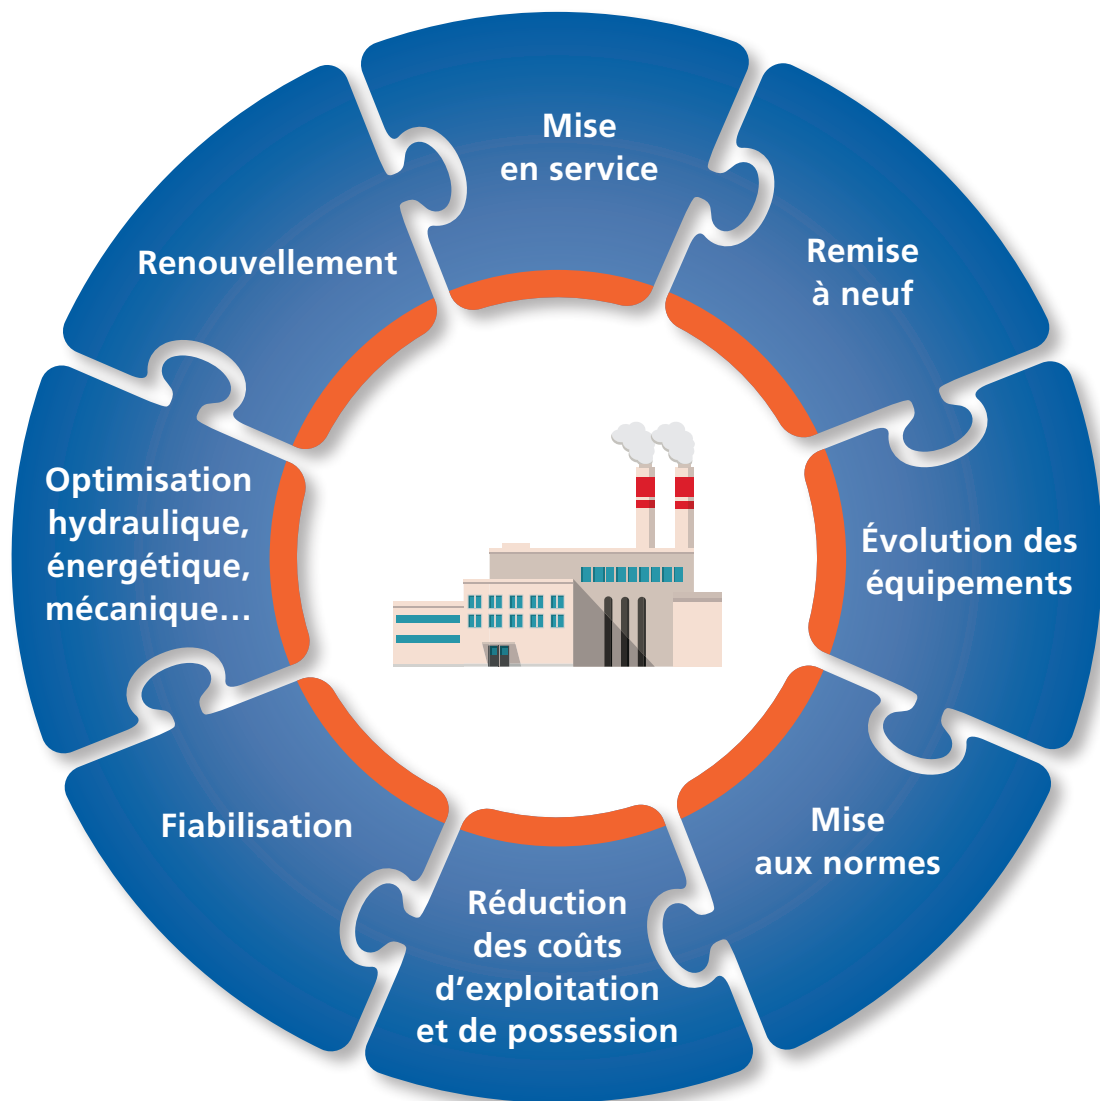 Mise
en service
Remise
à neuf
Évolution des
équipements
Mise
aux normes
Réduction
des coûts
d'exploitation
et de possession
Fiabilisation
Optimisation
hydraulique,
énergétique,
mécanique...
Renouvellement